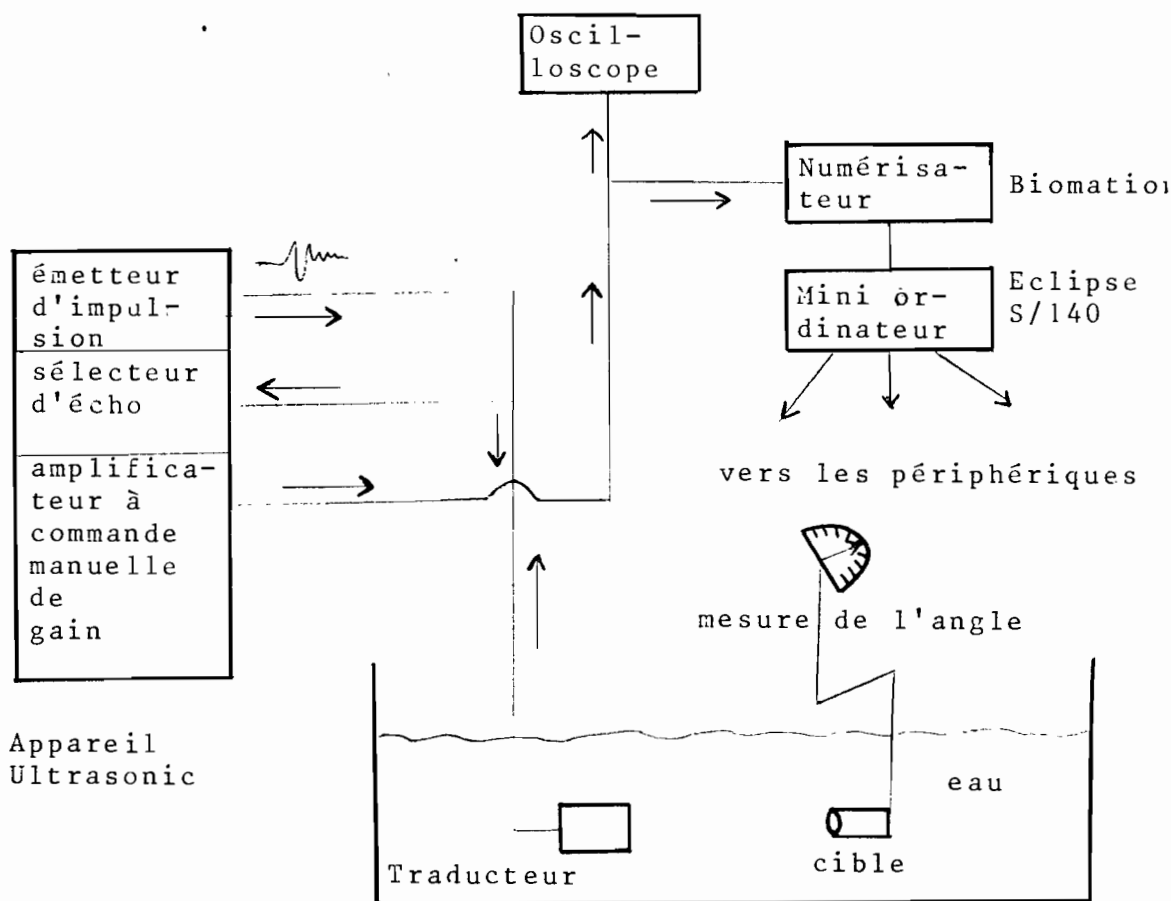 Oscil-
loscope
Numérisa-
teur
Biomation
émetteur
d'impul-
sion
Mini or-
dinateur
Eclipse
S/140
sélecteur
d'écho
amplifica-
teur à
commande
manuelle
de
gain
vers les périphériques
mesure de l'angle
Appareil
Ultrasonic
eau
Traducteur
cible